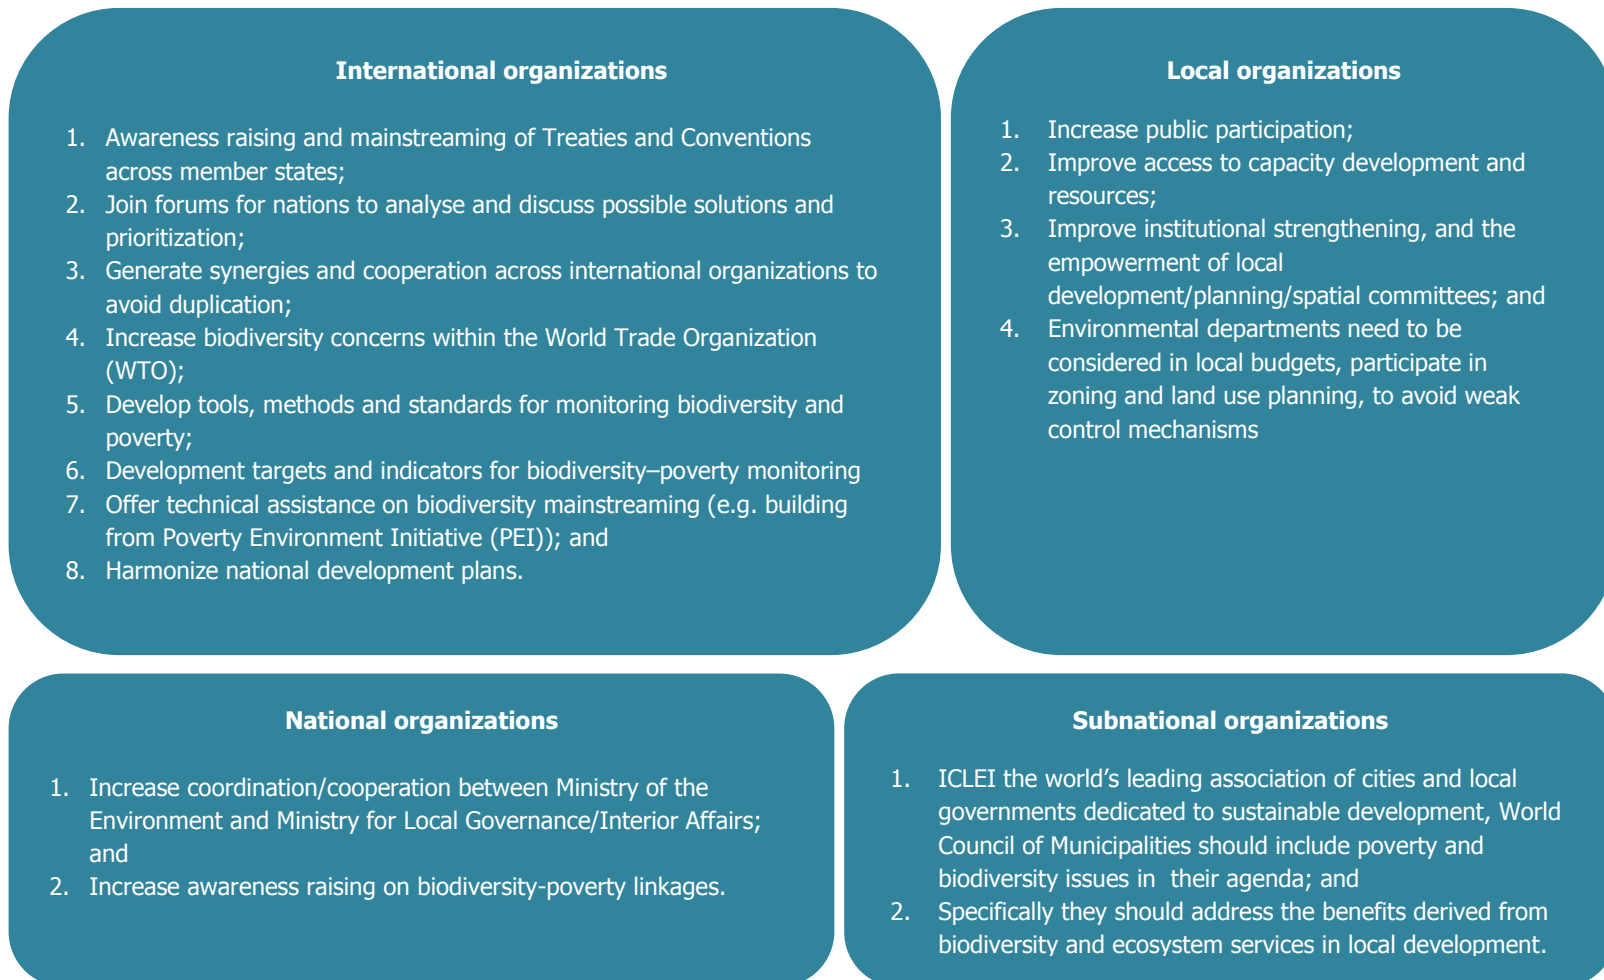 International organizations
1. Awareness raising and mainstreaming of Treaties and Conventions
across member states;
2. Join forums for nations to analyse and discuss possible solutions and
prioritization;
3. Generate synergies and cooperation across international organizations to
avoid duplication;
4. Increase biodiversity concerns within the World Trade Organization
(WTO);
5. Develop tools, methods and standards for monitoring biodiversity and
poverty;
6. Development targets and indicators for biodiversity–poverty monitoring
7. Offer technical assistance on biodiversity mainstreaming (e.g. building
from Poverty Environment Initiative (PEI)); and
8. Harmonize national development plans.
Local organizations
1. Increase public participation;
2. Improve access to capacity development and
resources;
3. Improve institutional strengthening, and the
empowerment of local
development/planning/spatial committees; and
4. Environmental departments need to be
considered in local budgets, participate in
zoning and land use planning, to avoid weak
control mechanisms
National organizations
1. Increase coordination/cooperation between Ministry of the
Environment and Ministry for Local Governance/Interior Affairs;
and
2. Increase awareness raising on biodiversity-poverty linkages.
Subnational organizations
1. ICLEI the world’s leading association of cities and local
governments dedicated to sustainable development, World
Council of Municipalities should include poverty and
biodiversity issues in their agenda; and
2. Specifically they should address the benefits derived from
biodiversity and ecosystem services in local development.